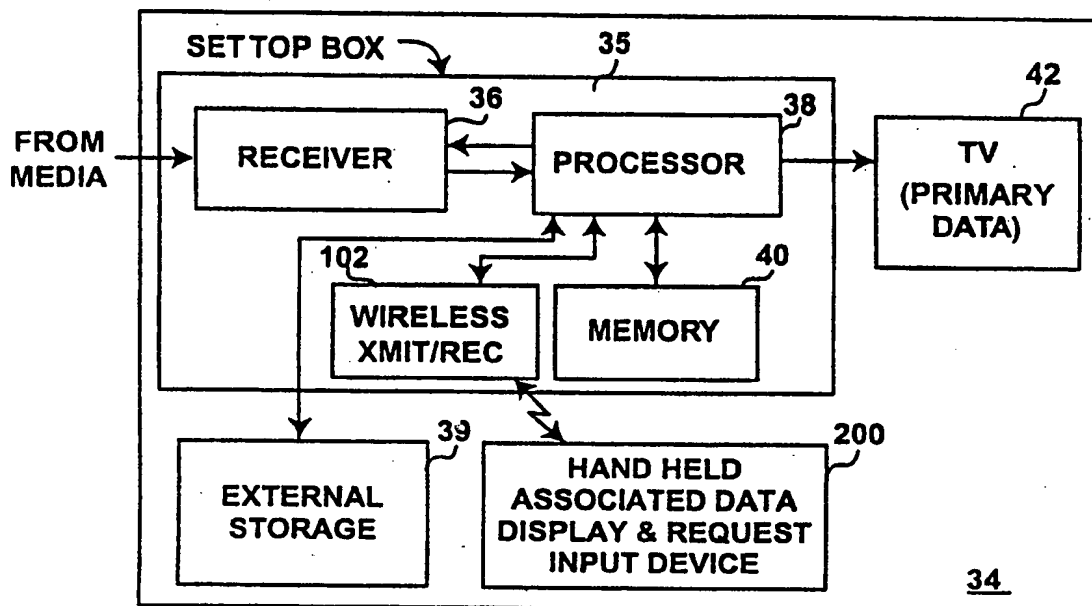 SET TOP BOX
35
36
38
42
FROM
MEDIA
RECEIVER
PROCESSOR
TV
(PRIMARY
DATA)
102
40
WIRELESS
XMIT/REC
MEMORY
39
200
EXTERNAL
STORAGE
HAND HELD
ASSOCIATED DATA
DISPLAY & REQUEST
INPUT DEVICE
34